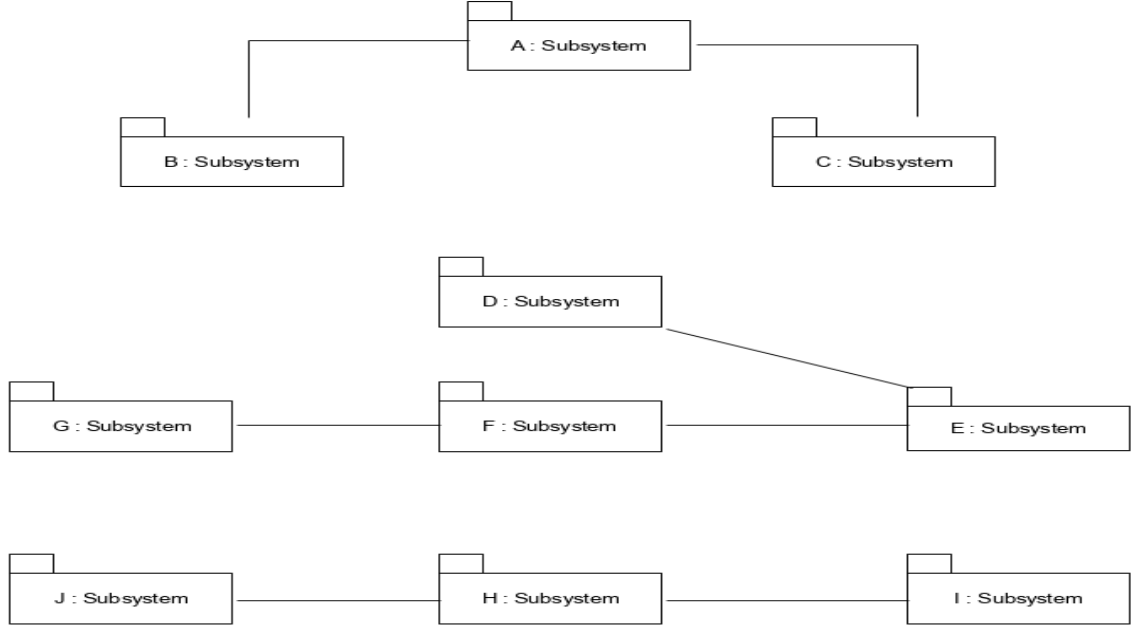 A : Subsystem
B : Subsystem
C : Subsystem
D : Subsystem
G : Subsystem
F : Subsystem
E : Subsystem
J : Subsystem
H : Subsystem
I : Subsystem